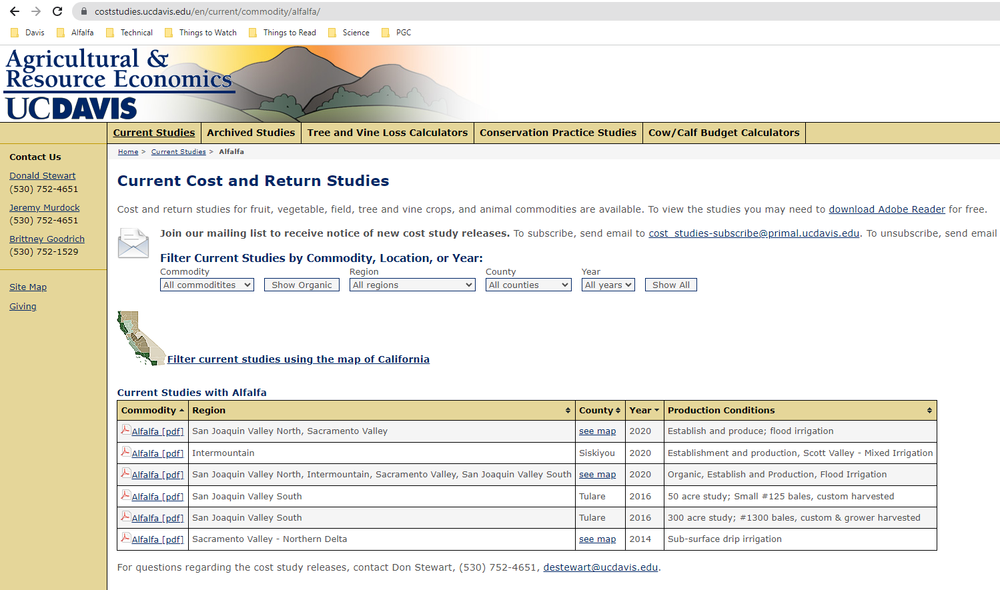 coststudies.ucdavis.edu/en/current/commodity/alfalfa/
Davis Alfalfa Technical Things to Watch Things to Read Science PGC
Agricultural &
Resource Economics
UCDAVIS
Current Studies Archived Studies Tree and Vine Loss Calculators Conservation Practice Studies Cow/Calf Budget Calculators
Home > Current Studies > Alfalfa
Contact Us
Donald Stewart
(530) 752-4651
Jeremy Murdock
(530) 752-4651
Brittney Goodrich
(530) 752-1529
Site Map
Giving
Current Cost and Return Studies
Cost and return studies for fruit, vegetable, field, tree and vine crops, and animal commodities are available. To view the studies you may need to download Adobe Reader for free.
Join our mailing list to receive notice of new cost study releases. To subscribe, send email to cost_studies-subscribe@primal.ucdavis.edu. To unsubscribe, send email
Filter Current Studies by Commodity, Location, or Year:
Commodity Region County Year
All commoditites Show Organic All regions All counties All years Show All
Filter current studies using the map of California
Current Studies with Alfalfa
Commodity Region County Year Production Conditions
Alfalfa [pdf] San Joaquin Valley North, Sacramento Valley see map 2020 Establish and produce; flood irrigation
Alfalfa [pdf] Intermountain Siskiyou 2020 Establishment and production, Scott Valley - Mixed Irrigation
Alfalfa [pdf] San Joaquin Valley North, Intermountain, Sacramento Valley, San Joaquin Valley South see map 2020 Organic, Establish and Production, Flood Irrigation
Alfalfa [pdf] San Joaquin Valley South Tulare 2016 50 acre study; Small #125 bales, custom harvested
Alfalfa [pdf] San Joaquin Valley South Tulare 2016 300 acre study; #1300 bales, custom & grower harvested
Alfalfa [pdf] Sacramento Valley - Northern Delta see map 2014 Sub-surface drip irrigation
For questions regarding the cost study releases, contact Don Stewart, (530) 752-4651, destewart@ucdavis.edu.